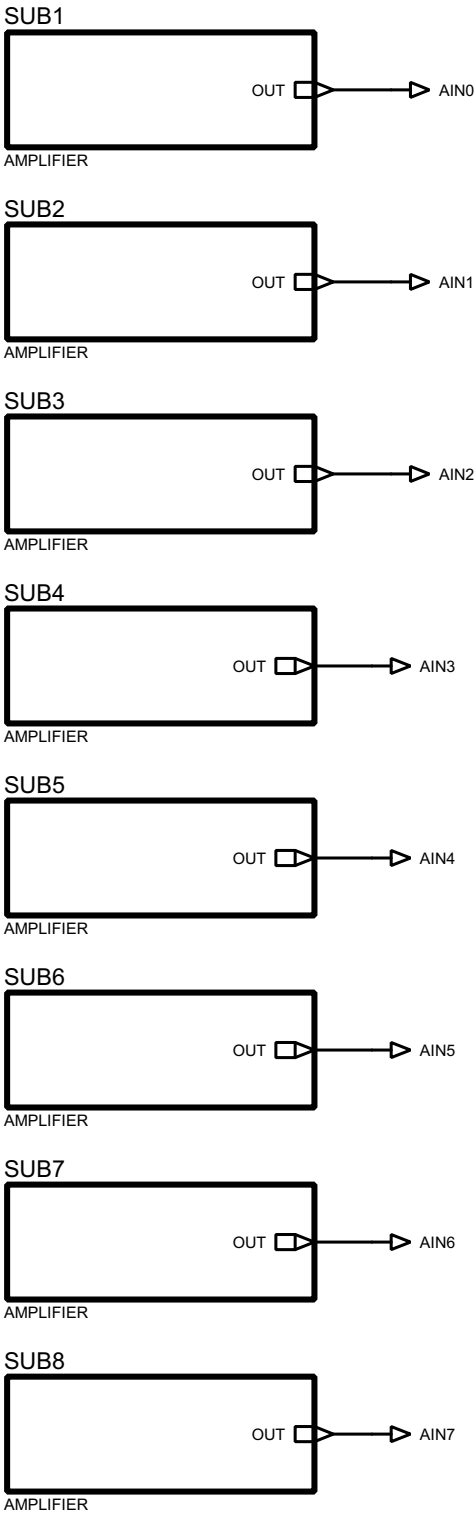 SUB1
OUT AIN0
AMPLIFIER
SUB2
OUT AIN1
AMPLIFIER
SUB3
OUT AIN2
AMPLIFIER
SUB4
OUT AIN3
AMPLIFIER
SUB5
OUT AIN4
AMPLIFIER
SUB6
OUT AIN5
AMPLIFIER
SUB7
OUT AIN6
AMPLIFIER
SUB8
OUT AIN7
AMPLIFIER